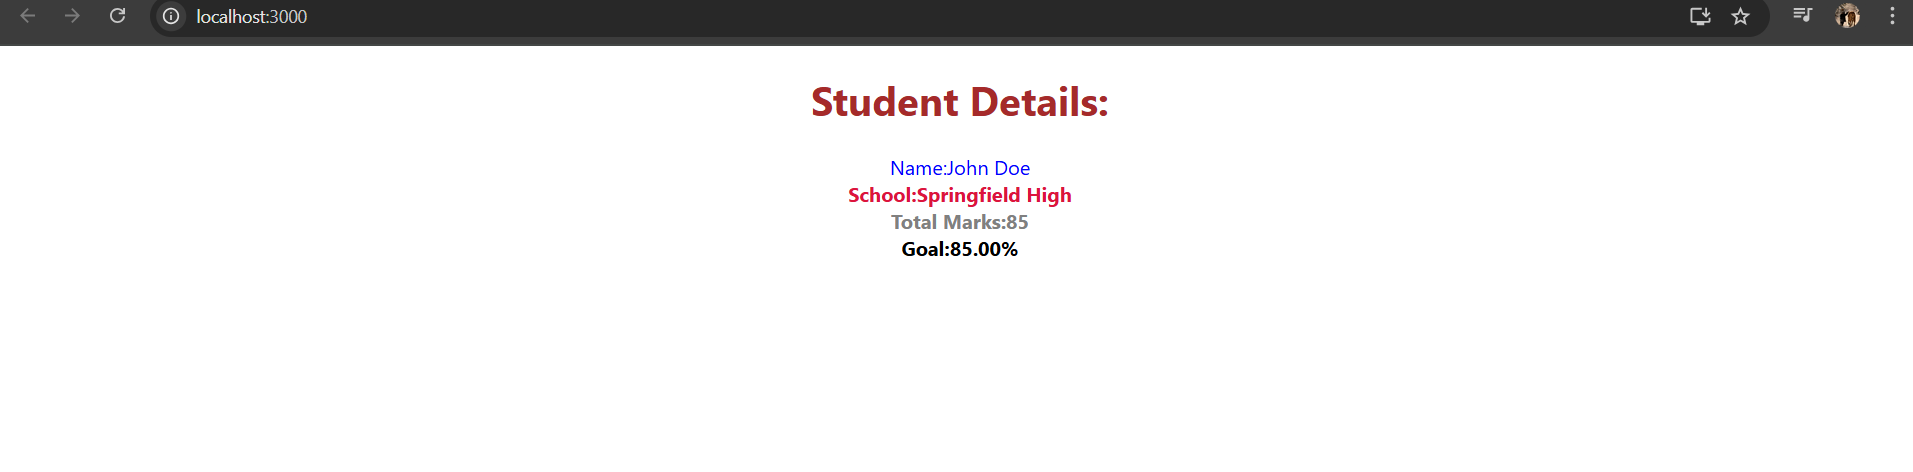 localhost:3000
Student Details:
Name:John Doe
School:Springfield High
Total Marks:85
Goal:85.00%